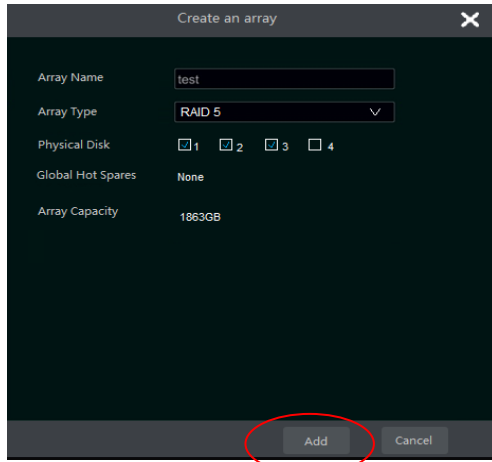 Create an array
Array Name test
Array Type RAID 5
Physical Disk 1 2 3 4
Global Hot Spares None
Array Capacity 1863GB
Add Cancel